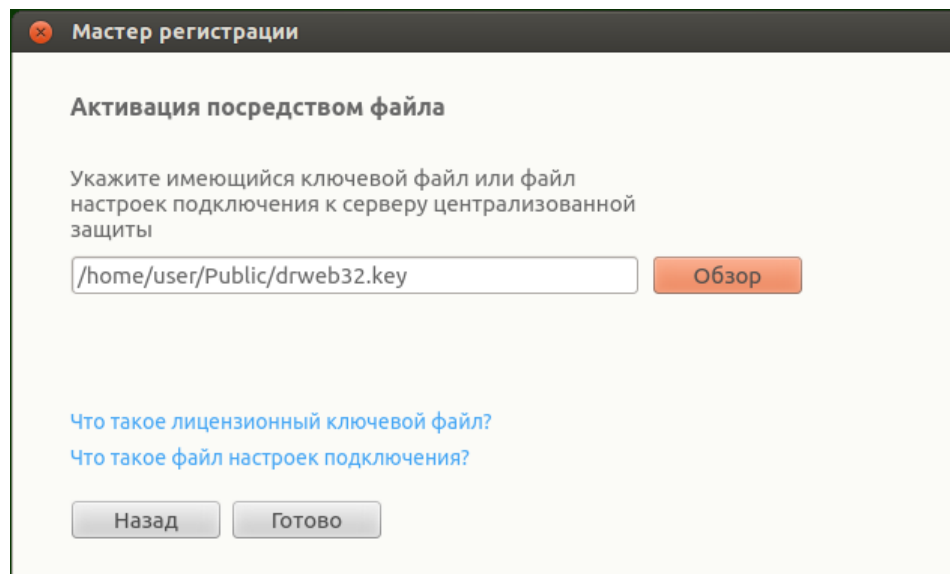 Мастер регистрации
Активация посредством файла
Укажите имеющийся ключевой файл или файл
настроек подключения к серверу централизованной
защиты
/home/user/Public/drweb32.key
Обзор
Что такое лицензионный ключевой файл?
Что такое файл настроек подключения?
Назад Готово